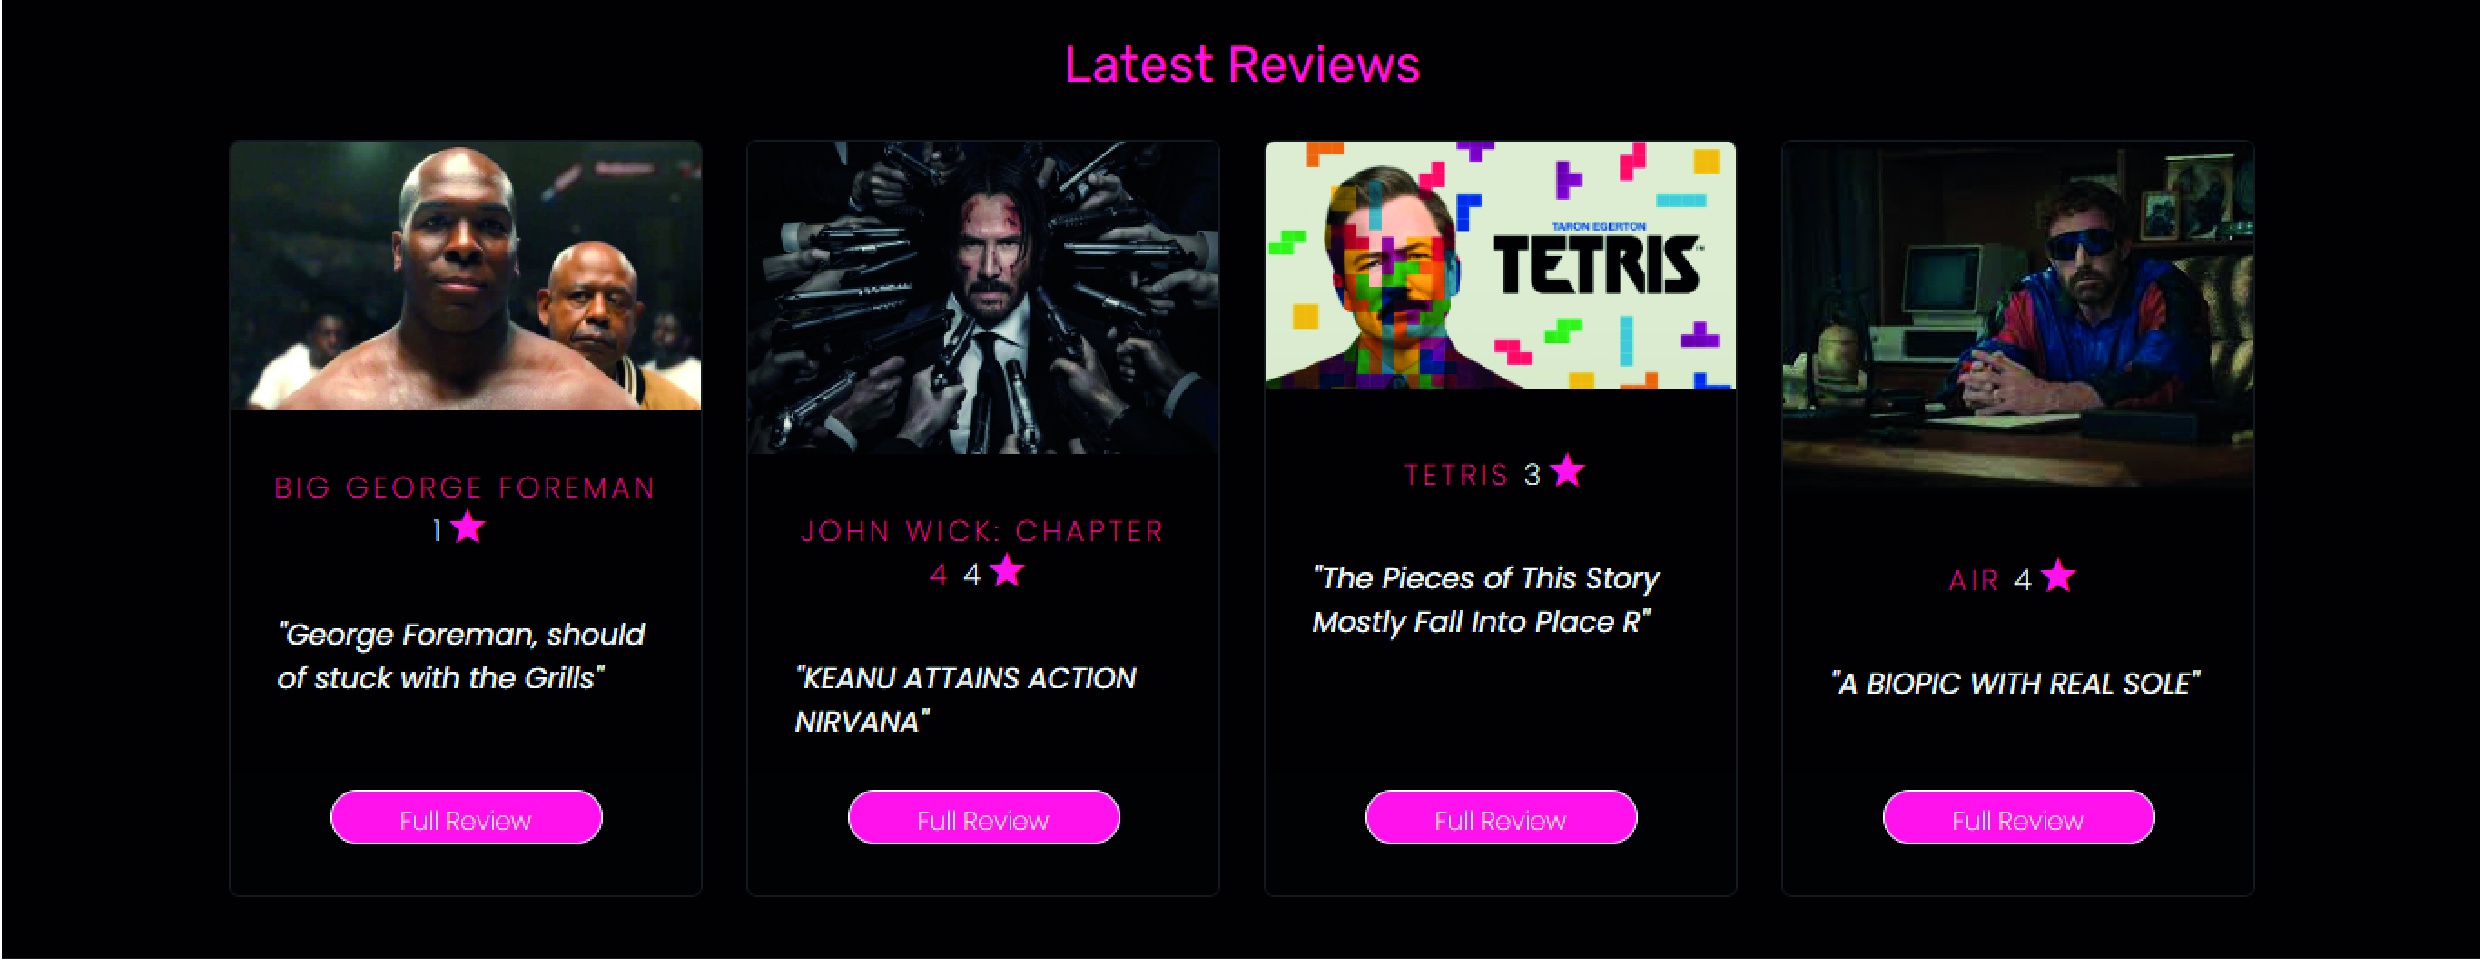 Latest Reviews
BIG GEORGE FOREMAN
1
"George Foreman, should
of stuck with the Grills"
Full Review
JOHN WICK: CHAPTER
4 4
"KEANU ATTAINS ACTION
NIRVANA"
Full Review
TARON EGERTON
TETRIS
TETRIS 3
"The Pieces of This Story
Mostly Fall Into Place R"
Full Review
AIR 4
"A BIOPIC WITH REAL SOLE"
Full Review